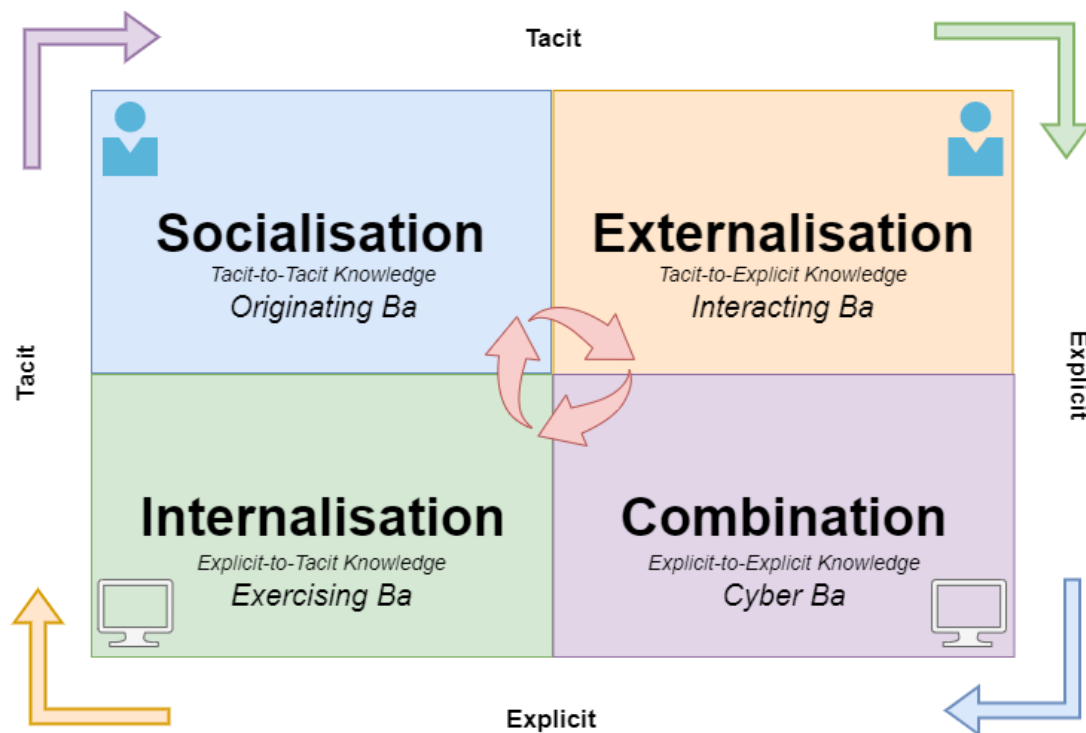 Tacit
Socialisation
Tacit-to-Tacit Knowledge
Originating Ba
Externalisation
Tacit-to-Explicit Knowledge
Interacting Ba
Tacit
Explicit
Internalisation
Explicit-to-Tacit Knowledge
Exercising Ba
Combination
Explicit-to-Explicit Knowledge
Cyber Ba
Explicit